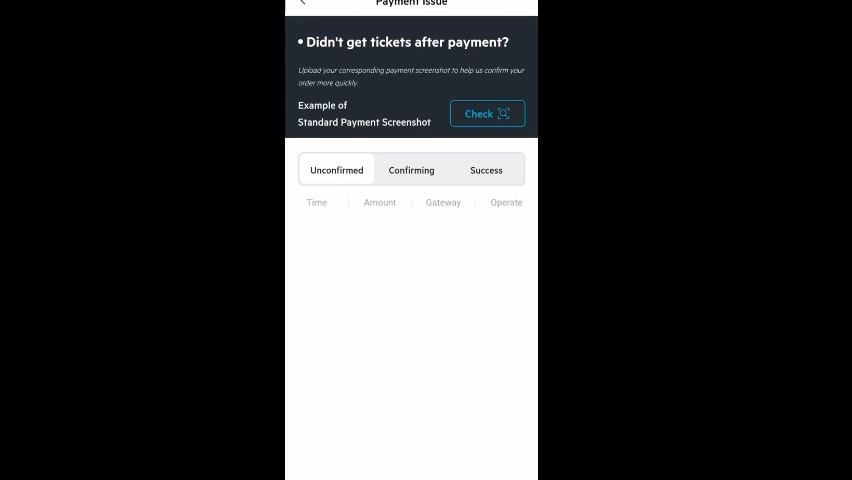 Payment Issue
• Didn't get tickets after payment?
Upload your corresponding payment screenshot to help us confirm your
order more quickly.
Example of
Standard Payment Screenshot
Check
Unconfirmed Confirming Success
Time Amount Gateway Operate